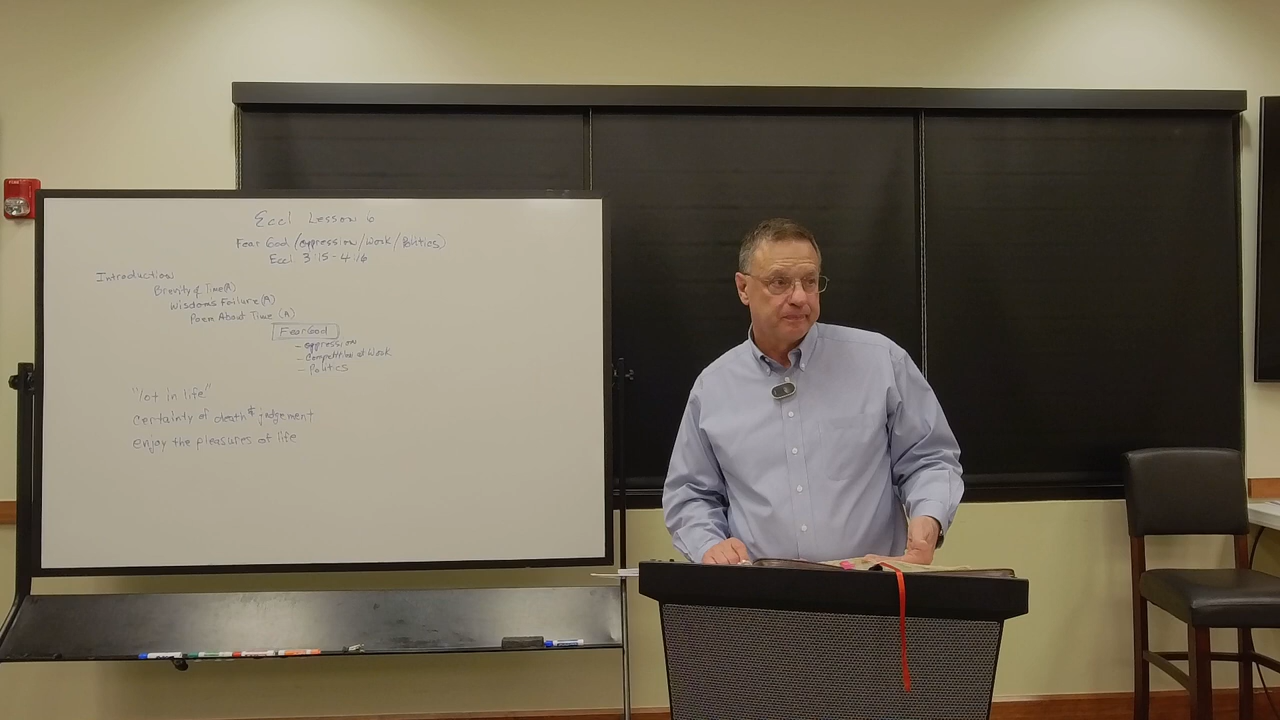 Eccl Lesson 6
Fear God (oppression/Work/Politics)
Eccl 3:15-4:16
Introduction
Brevity of Time (A)
Wisdom's Failure (A)
Poem About Time (A)
Fear God
- oppression
- Competition at Work
- Politics
"lot in life"
certainty of death & judgement
enjoy the pleasures of life
FIRE